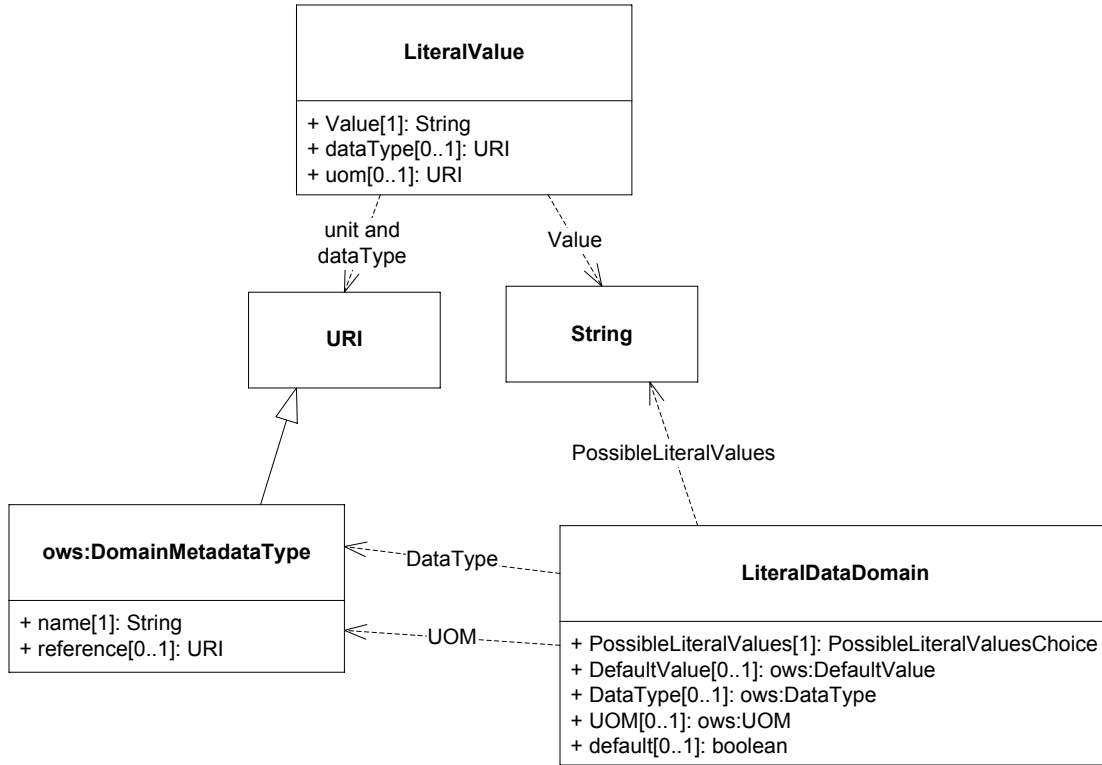 LiteralValue
+ Value[1]: String
+ dataType[0..1]: URI
+ uom[0..1]: URI
unit and
dataType
Value
URI
String
PossibleLiteralValues
ows:DomainMetadataType
+ name[1]: String
+ reference[0..1]: URI
DataType
UOM
LiteralDataDomain
+ PossibleLiteralValues[1]: PossibleLiteralValuesChoice
+ DefaultValue[0..1]: ows:DefaultValue
+ DataType[0..1]: ows:DataType
+ UOM[0..1]: ows:UOM
+ default[0..1]: boolean